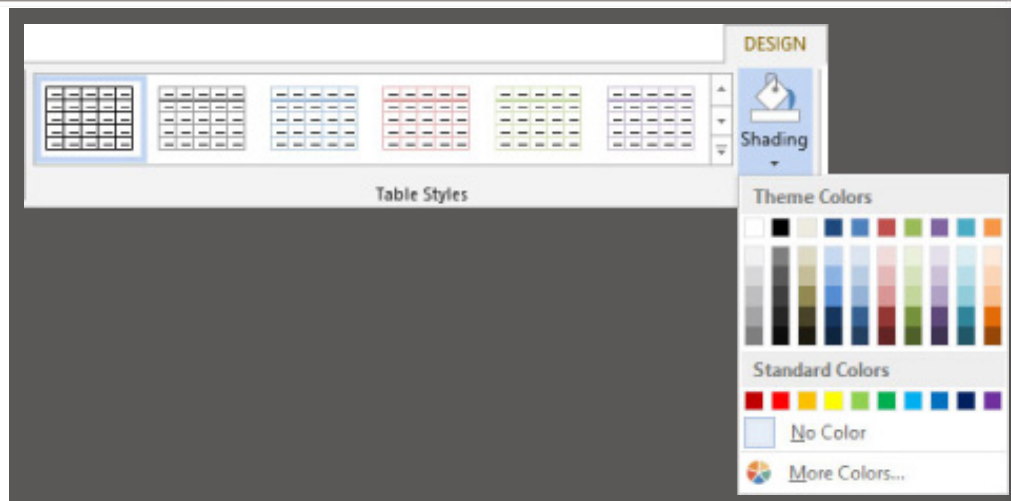 DESIGN
Shading
Table Styles
Theme Colors
Standard Colors
No Color
More Colors...